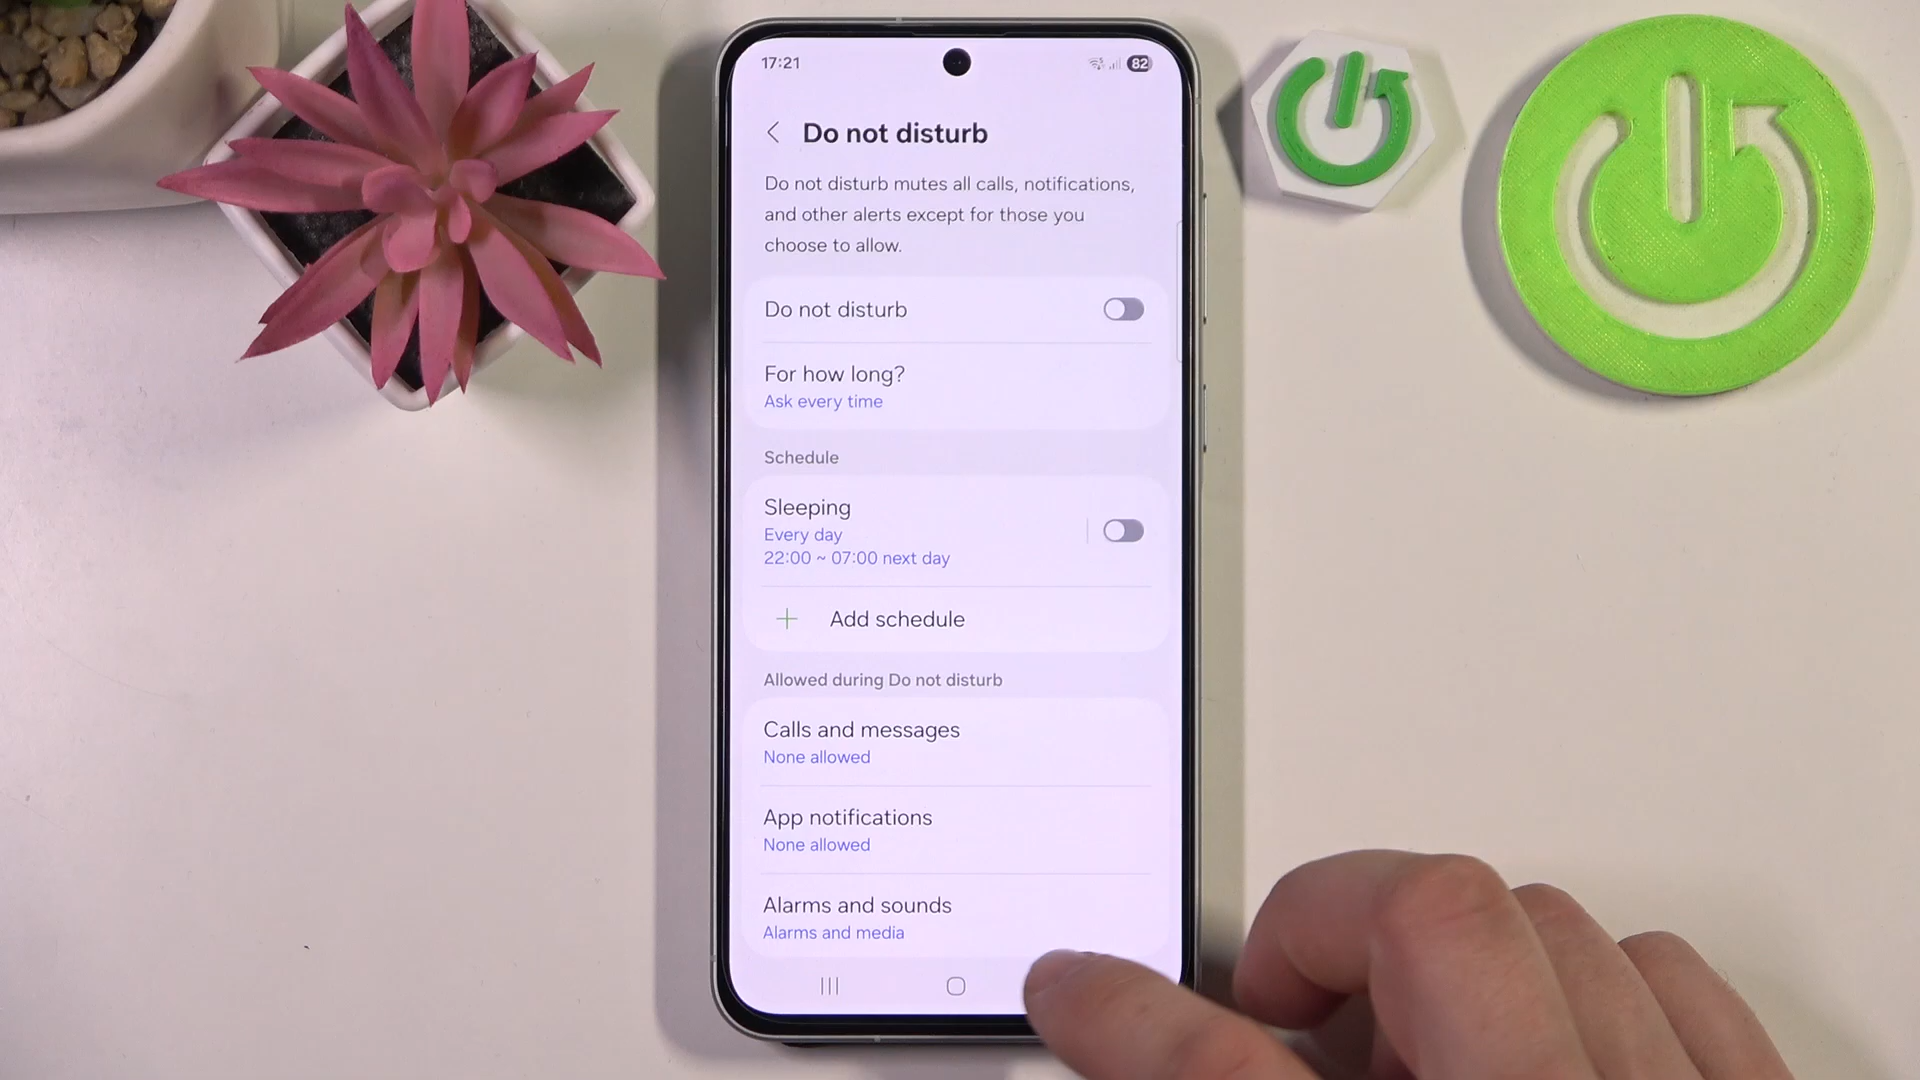 17:21
82
Do not disturb
Do not disturb mutes all calls, notifications,
and other alerts except for those you
choose to allow.
Do not disturb
For how long?
Ask every time
Schedule
Sleeping
Every day
22:00 ~ 07:00 next day
Add schedule
Allowed during Do not disturb
Calls and messages
None allowed
App notifications
None allowed
Alarms and sounds
Alarms and media